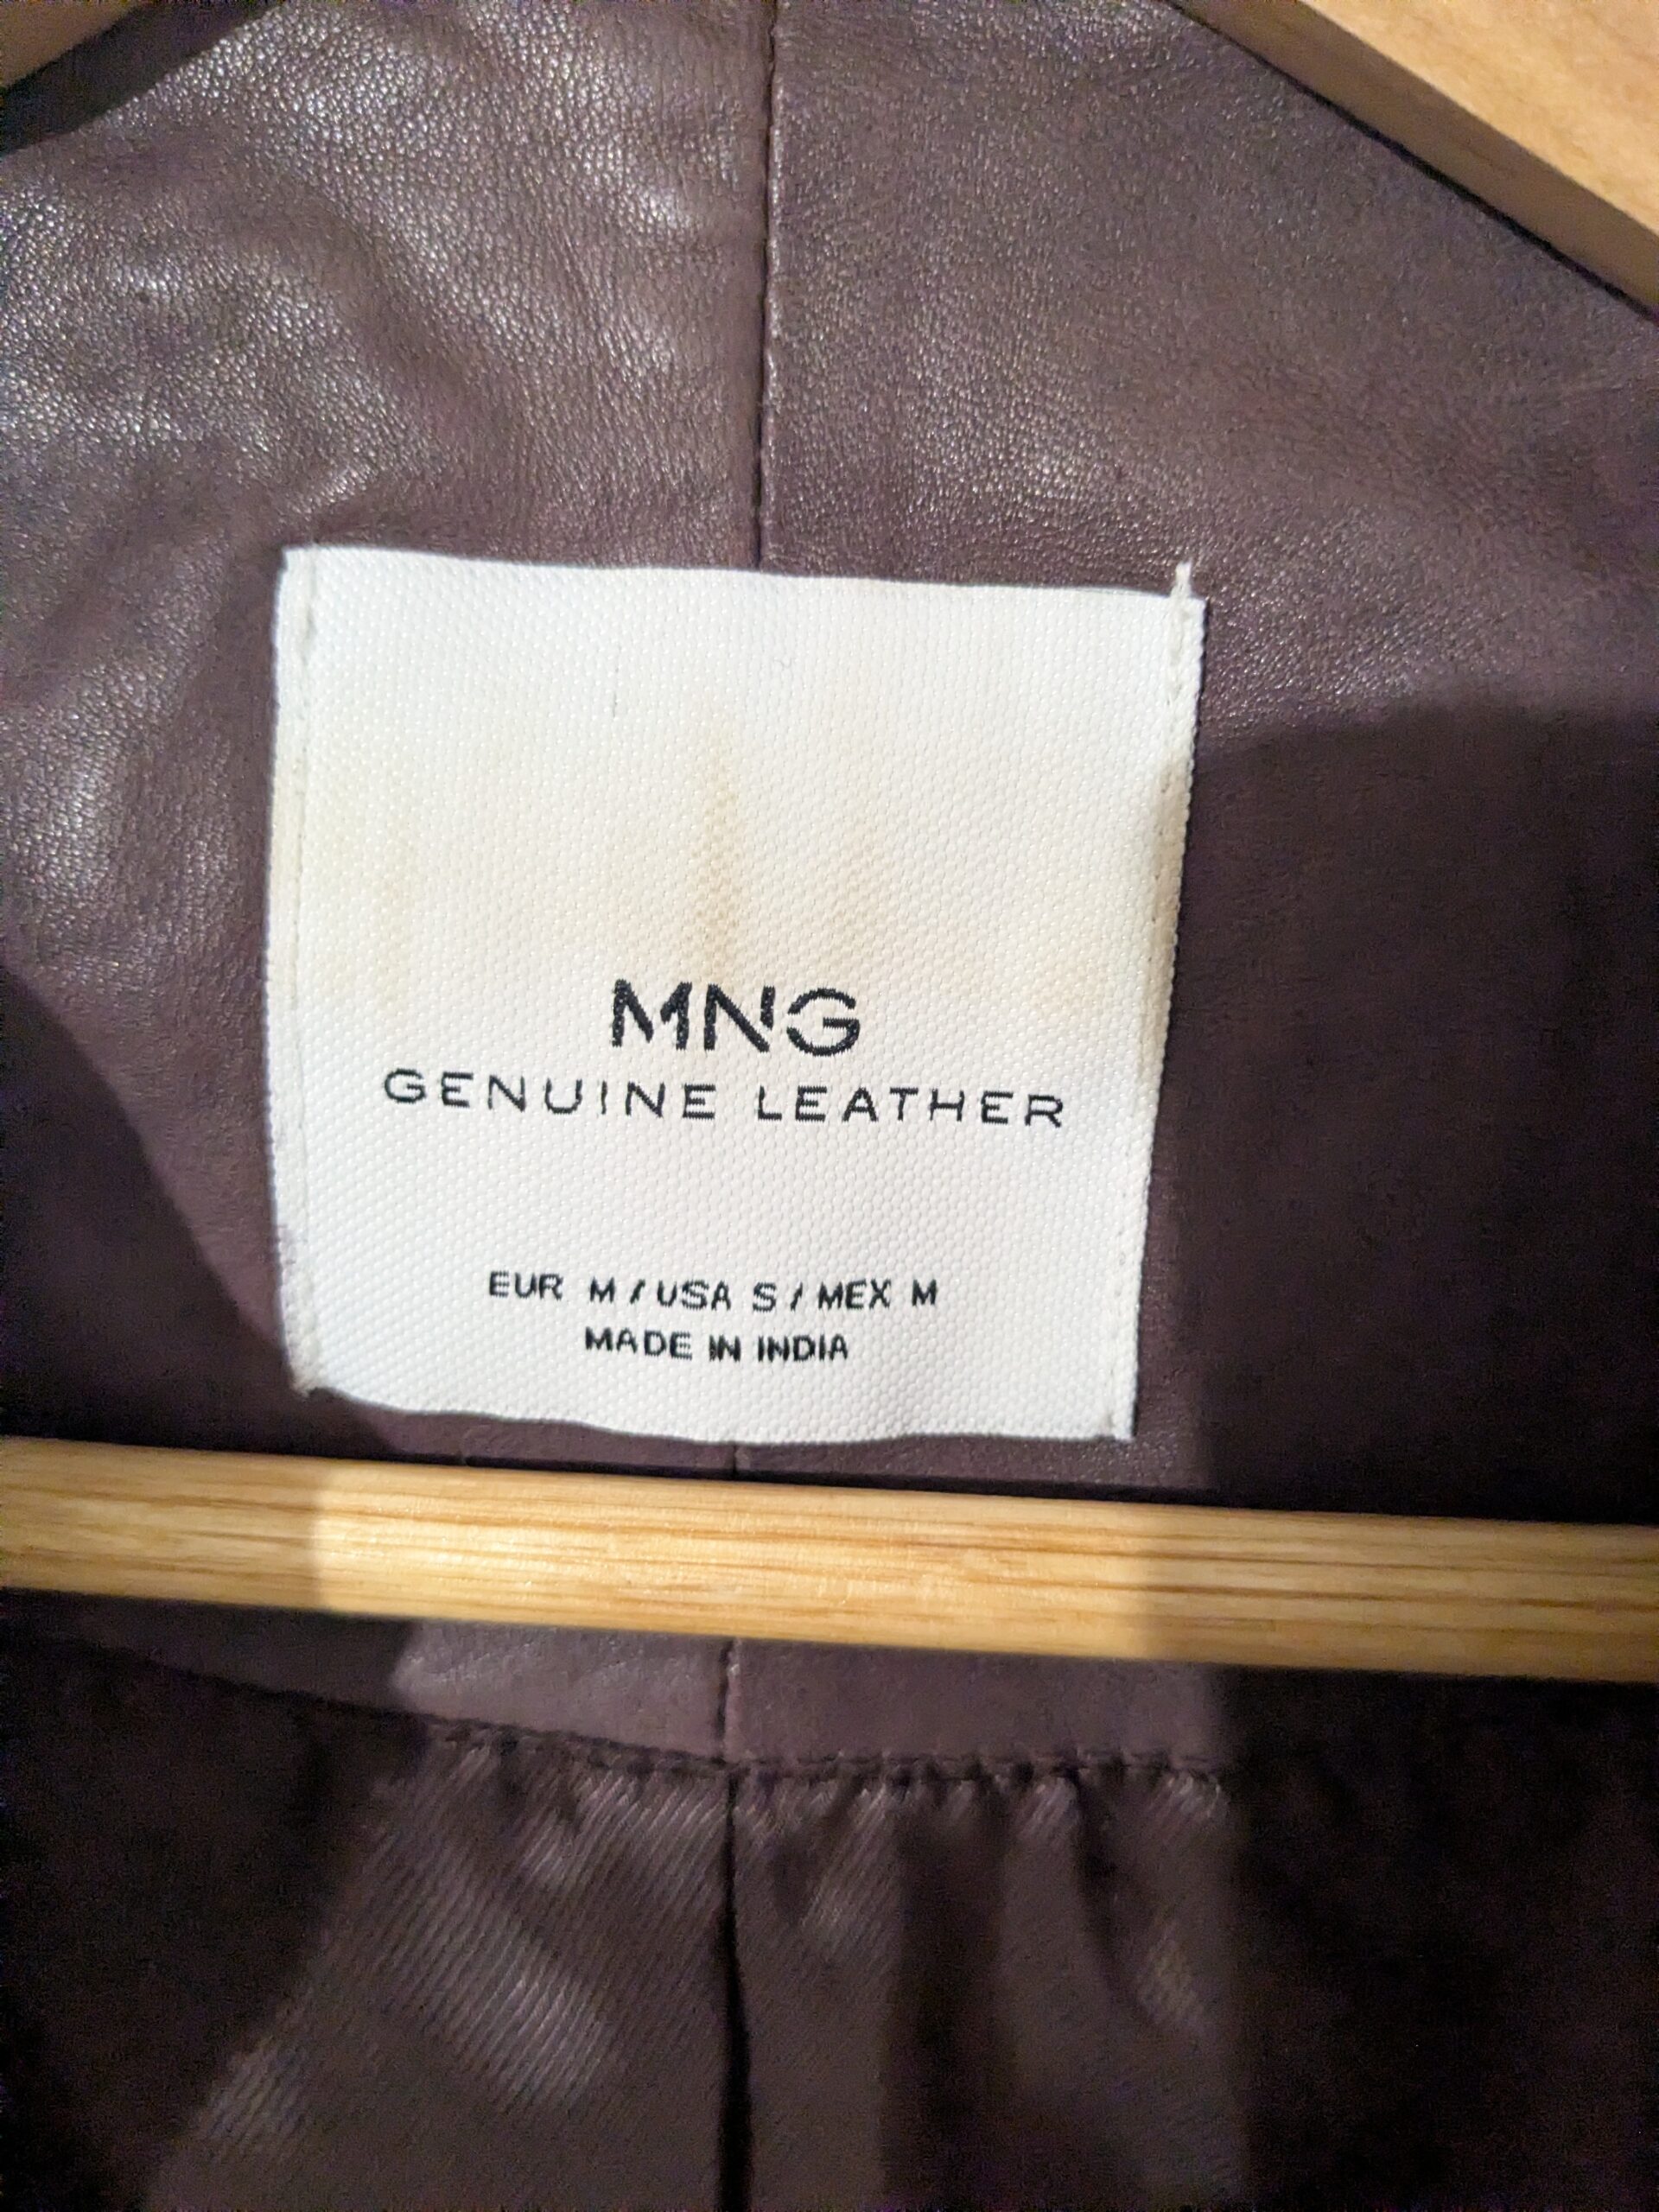 MNG
GENUINE LEATHER
EUR M / USA S / MEX M
MADE IN INDIA